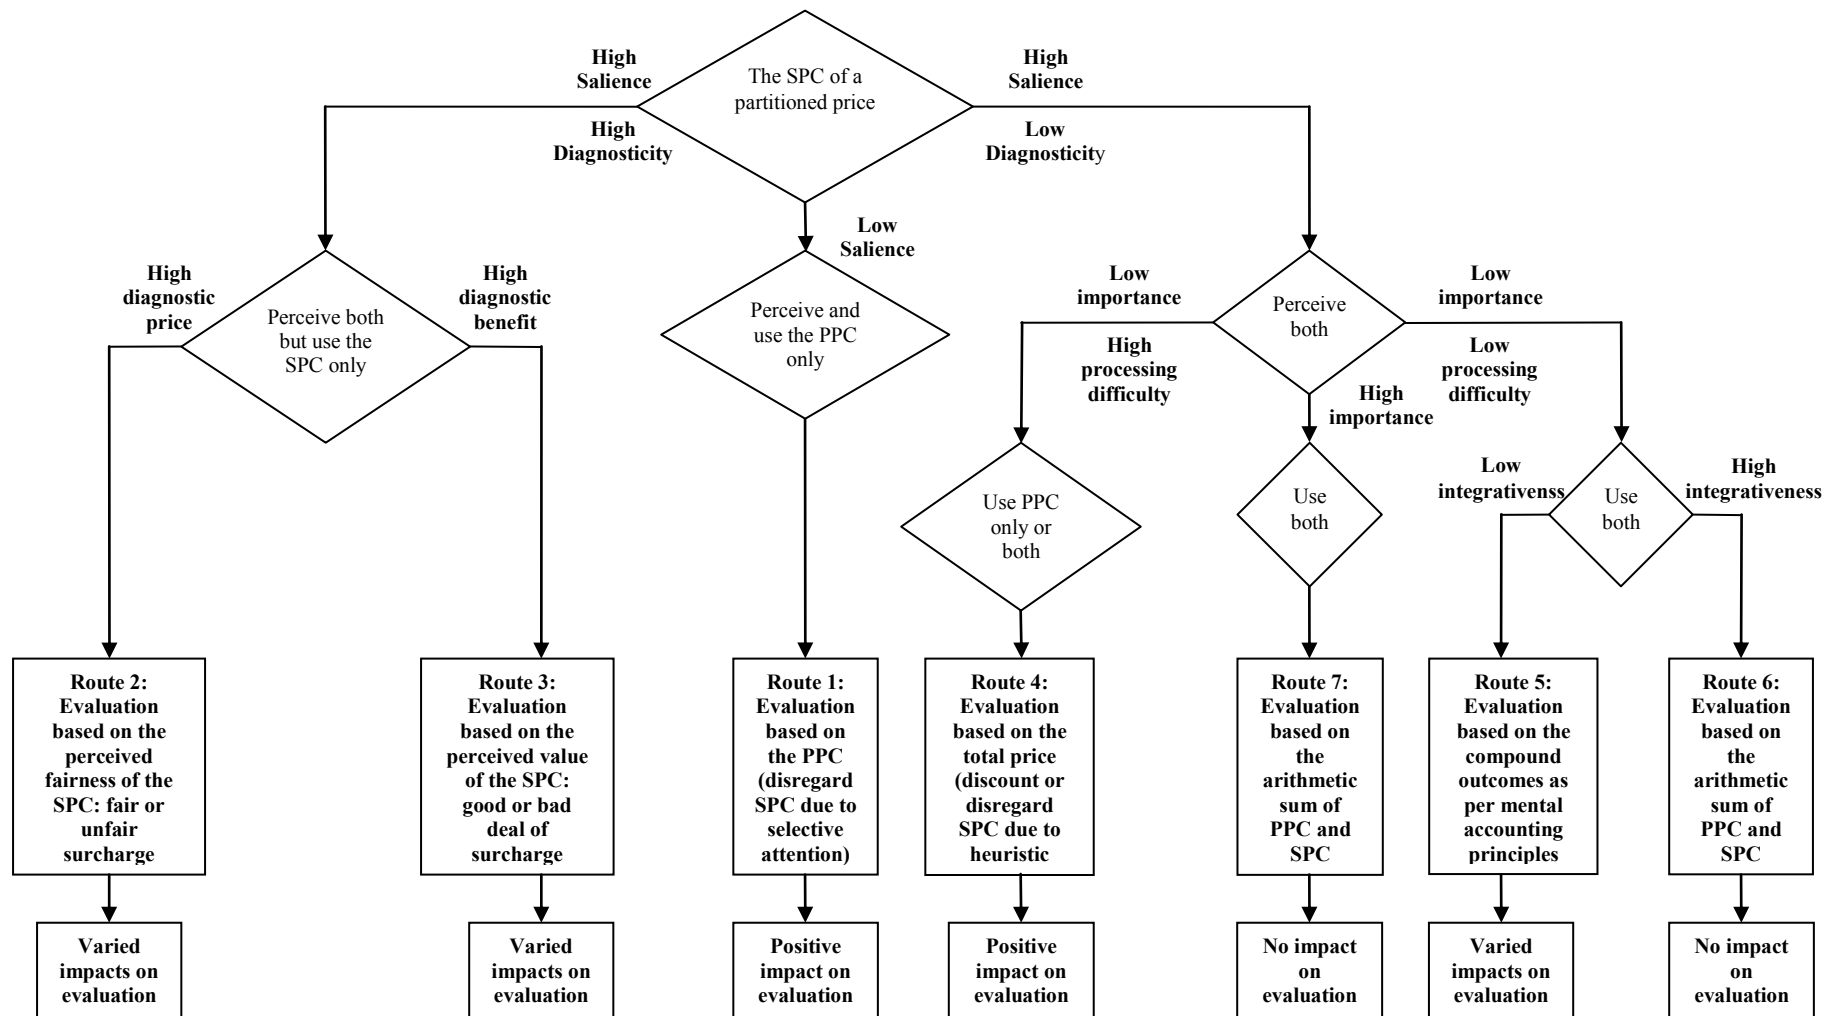 High
Salience
The SPC of a
partitioned price
High
Salience
High
Diagnosticity
Low
Diagnosticity
Low
Salience
High
diagnostic
price
Perceive both
but use the
SPC only
High
diagnostic
benefit
Perceive and
use the PPC
only
Low
importance
High
processing
difficulty
Perceive
both
Low
importance
Low
processing
difficulty
High
importance
Use PPC
only or
both
Use
both
Low
integrativenss
Use
both
High
integrativeness
Route 2:
Evaluation
based on the
perceived
fairness of the
SPC: fair or
unfair
surcharge
Route 3:
Evaluation
based on the
perceived value
of the SPC:
good or bad
deal of
surcharge
Route 1:
Evaluation
based on
the PPC
(disregard
SPC due to
selective
attention)
Route 4:
Evaluation
based on the
total price
(discount or
disregard
SPC due to
heuristic
Route 7:
Evaluation
based on
the
arithmetic
sum of
PPC and
SPC
Route 5:
Evaluation
based on the
compound
outcomes as
per mental
accounting
principles
Route 6:
Evaluation
based on
the
arithmetic
sum of
PPC and
SPC
Varied
impacts on
evaluation
Varied
impacts on
evaluation
Positive
impact on
evaluation
Positive
impact on
evaluation
No impact
on
evaluation
Varied
impacts on
evaluation
No impact
on
evaluation